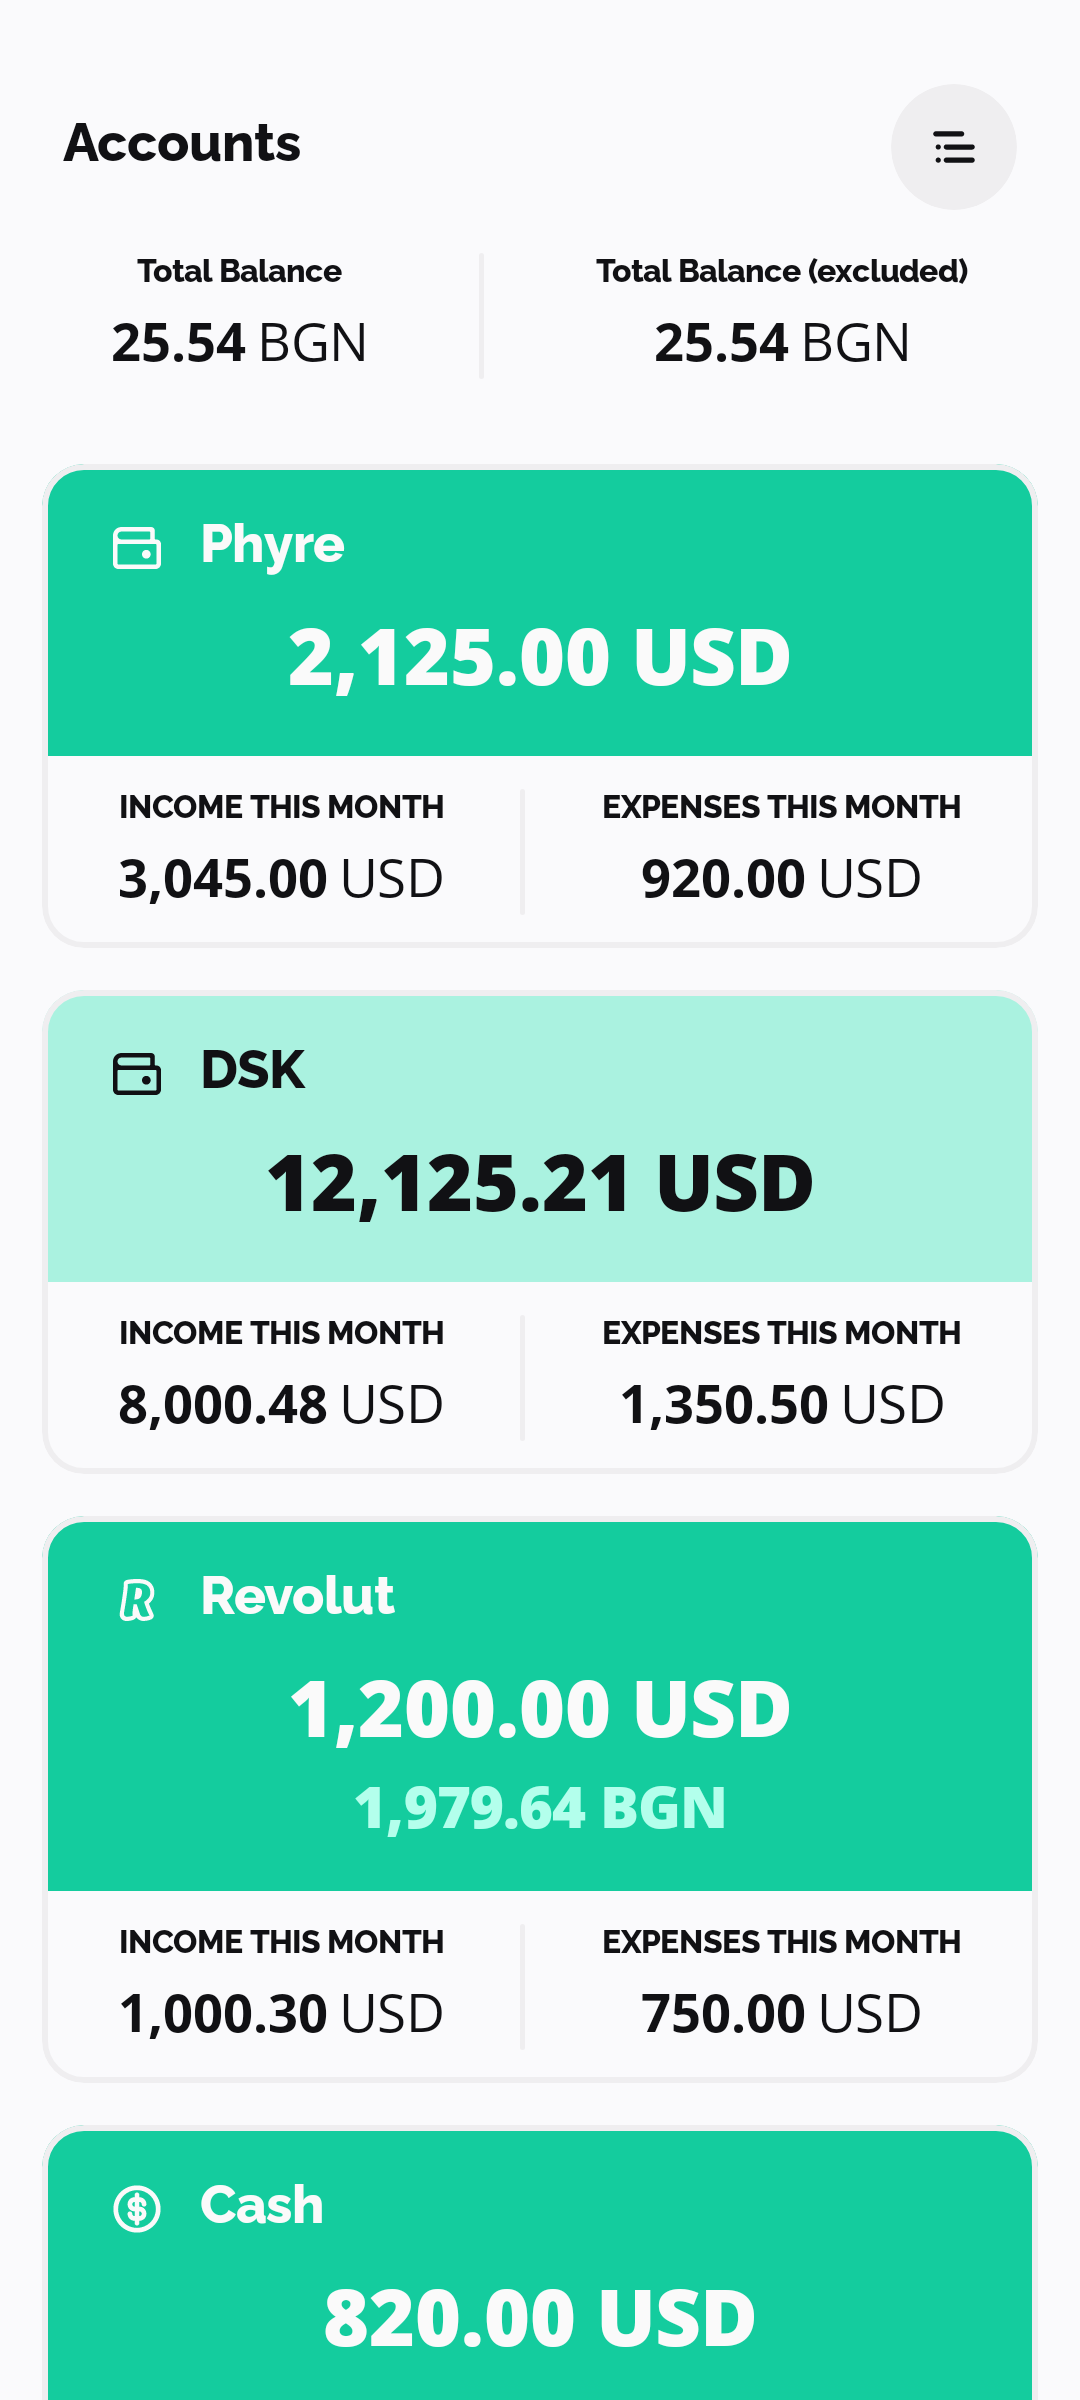 Accounts
Total Balance
25.54 BGN
Total Balance (excluded)
25.54 BGN
Phyre
2,125.00 USD
INCOME THIS MONTH
3,045.00 USD
EXPENSES THIS MONTH
920.00 USD
DSK
12,125.21 USD
INCOME THIS MONTH
8,000.48 USD
EXPENSES THIS MONTH
1,350.50 USD
Revolut
1,200.00 USD
1,979.64 BGN
INCOME THIS MONTH
1,000.30 USD
EXPENSES THIS MONTH
750.00 USD
Cash
820.00 USD